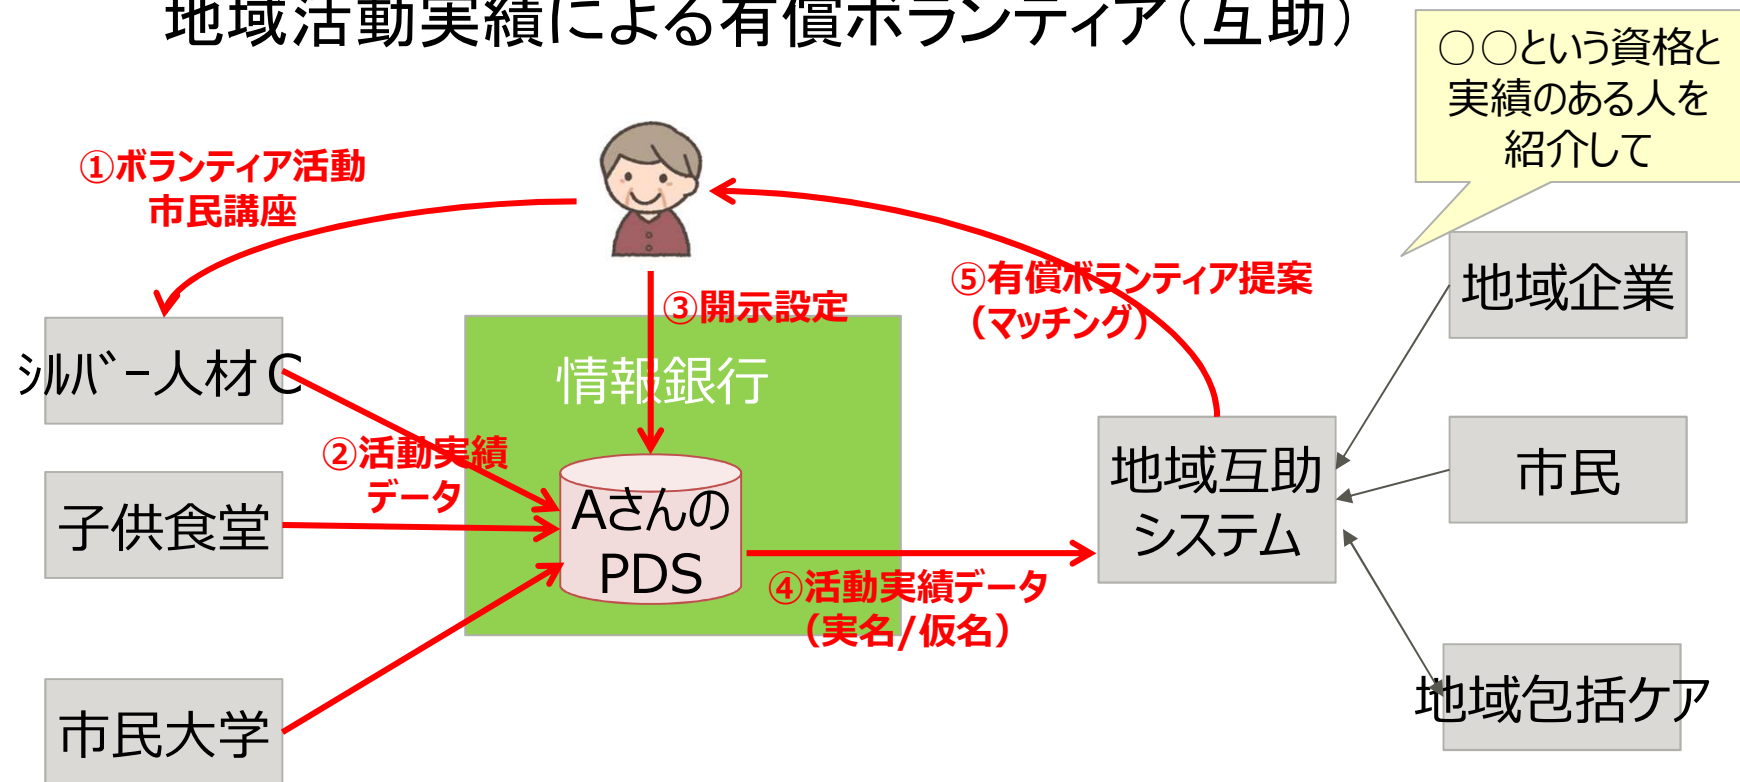 地域活動実績による有償ボランティア（互助）
○○という資格と
実績のある人を
紹介して
①ボランティア活動
市民講座
③開示設定
⑤有償ボランティア提案
（マッチング）
地域企業
ｼﾙﾊﾞｰ人材C
情報銀行
②活動実績
データ
地域互助
システム
市民
子供食堂
Aさんの
PDS
④活動実績データ
（実名/仮名）
市民大学
地域包括ケア